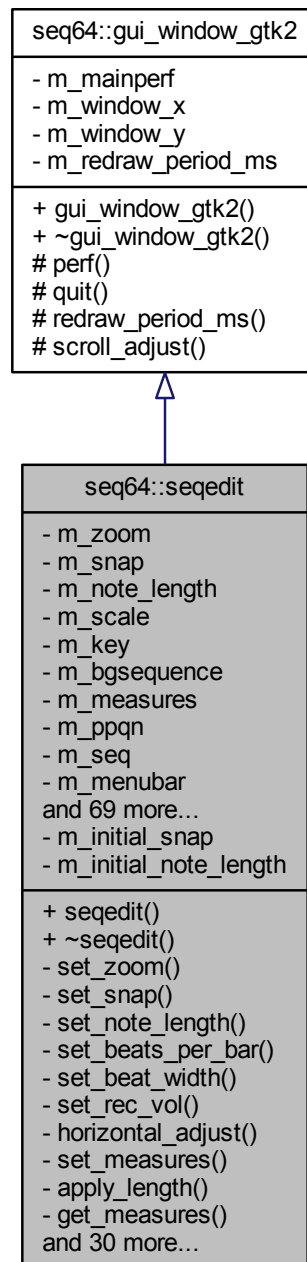 seq64::gui_window_gtk2
- m_mainperf
- m_window_x
- m_window_y
- m_redraw_period_ms
+ gui_window_gtk2()
+ ~gui_window_gtk2()
# perf()
# quit()
# redraw_period_ms()
# scroll_adjust()
seq64::seqedit
- m_zoom
- m_snap
- m_note_length
- m_scale
- m_key
- m_bgsequence
- m_measures
- m_ppqn
- m_seq
- m_menubar
and 69 more...
- m_initial_snap
- m_initial_note_length
+ seqedit()
+ ~seqedit()
- set_zoom()
- set_snap()
- set_note_length()
- set_beats_per_bar()
- set_beat_width()
- set_rec_vol()
- horizontal_adjust()
- set_measures()
- apply_length()
- get_measures()
and 30 more...